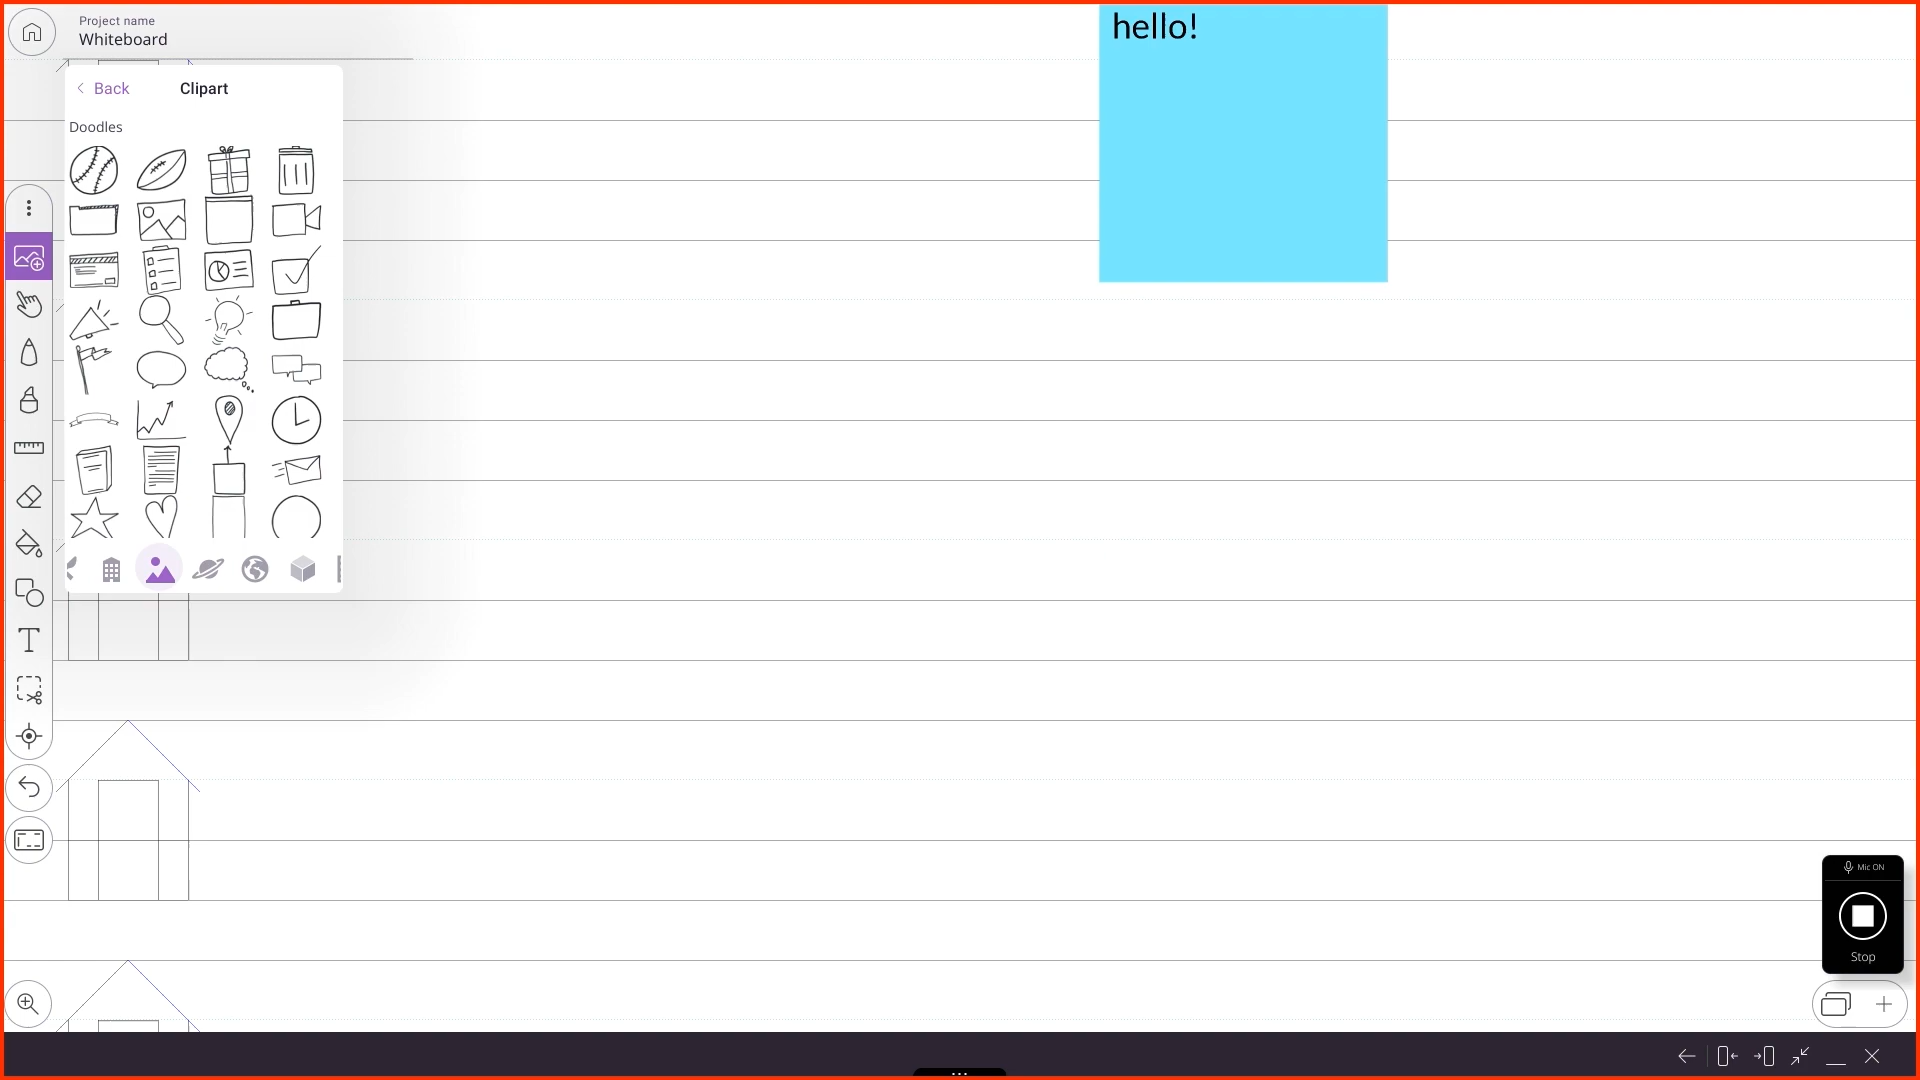 Project name
Whiteboard
hello!
Back
Clipart
Doodles
T
Mic ON
Stop